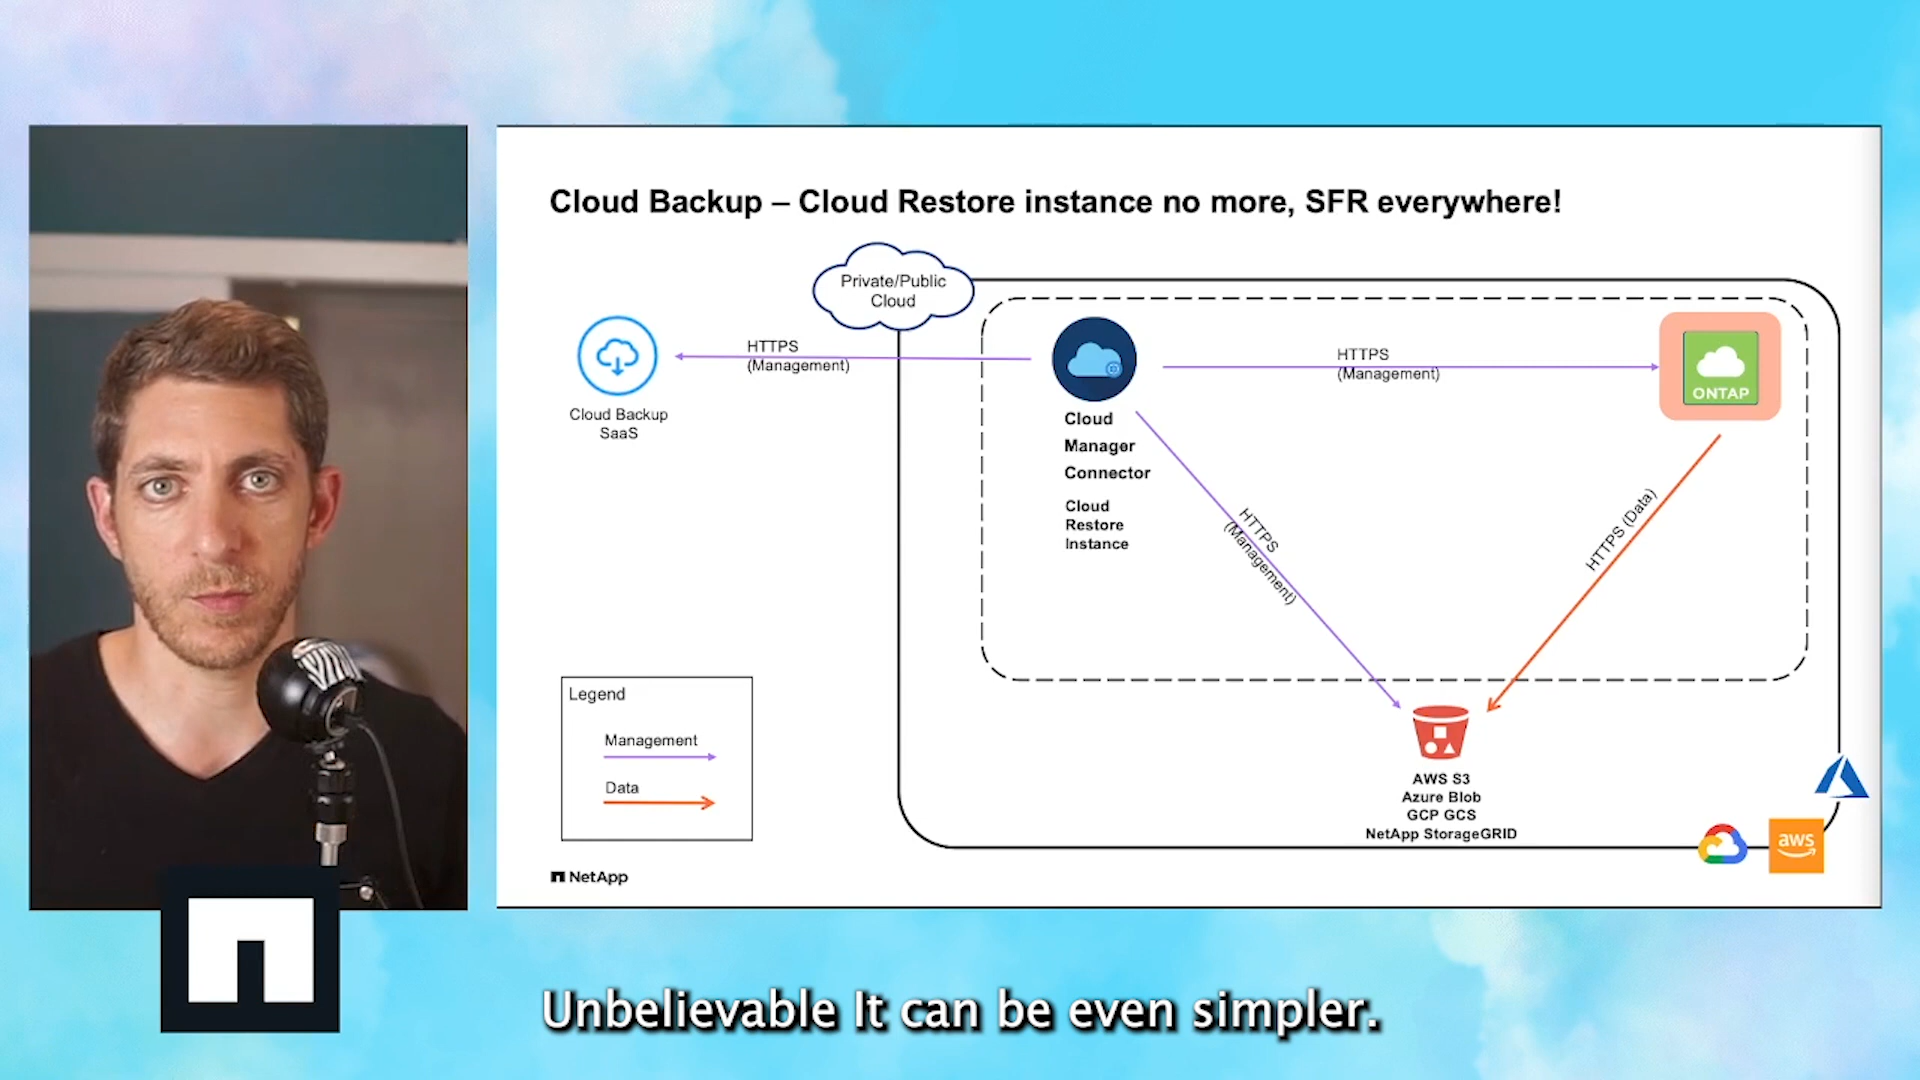 Cloud Backup – Cloud Restore instance no more, SFR everywhere!
Private/Public
Cloud
HTTPS
(Management)
HTTPS
(Management)
ONTAP
Cloud Backup
SaaS
Cloud
Manager
Connector
Cloud
Restore
Instance
HTTPS
(Management)
HTTPS (Data)
Legend
Management
Data
AWS S3
Azure Blob
GCP GCS
NetApp StorageGRID
aws
NetApp
Unbelievable It can be even simpler.